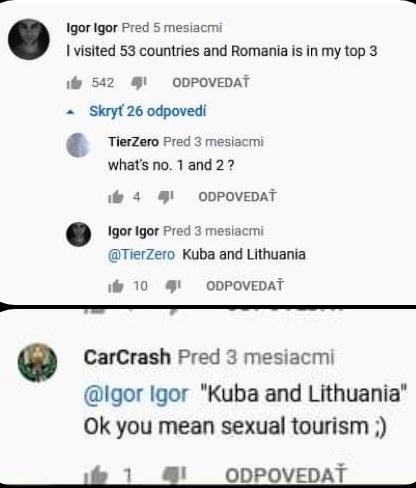 Igor Igor Pred 5 mesiacmi
I visited 53 countries and Romania is in my top 3
542 ODPOVEDAŤ
Skryť 26 odpovedí
TierZero Pred 3 mesiacmi
what's no. 1 and 2 ?
4 ODPOVEDAŤ
Igor Igor Pred 3 mesiacmi
@TierZero Kuba and Lithuania
10 ODPOVEDAŤ
CarCrash Pred 3 mesiacmi
@Igor Igor "Kuba and Lithuania"
Ok you mean sexual tourism ;)
1 ODPOVEDAŤ